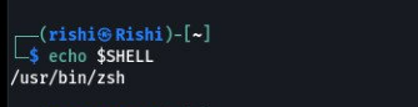 ┌──(rishi㉿Rishi)-[~]
└─$ echo $SHELL
/usr/bin/zsh